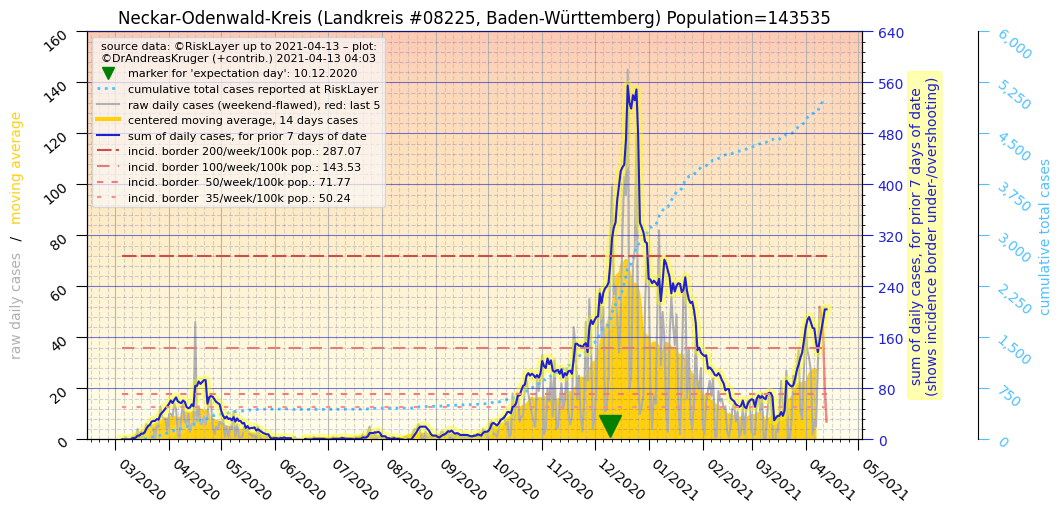 Neckar-Odenwald-Kreis (Landkreis #08225, Baden-Württemberg) Population=143535
source data: ©RiskLayer up to 2021-04-13 – plot:
©DrAndreasKruger (+contrib.) 2021-04-13 04:03
marker for 'expectation day': 10.12.2020
cumulative total cases reported at RiskLayer
raw daily cases (weekend-flawed), red: last 5
centered moving average, 14 days cases
sum of daily cases, for prior 7 days of date
incid. border 200/week/100k pop.: 287.07
incid. border 100/week/100k pop.: 143.53
incid. border  50/week/100k pop.: 71.77
incid. border  35/week/100k pop.: 50.24
raw daily cases  /  moving average
160
140
120
100
80
60
40
20
0
640
560
480
400
320
240
160
80
0
sum of daily cases, for prior 7 days of date
(shows incidence border under-/overshooting)
6,000
5,250
4,500
3,750
3,000
2,250
1,500
750
0
cumulative total cases
03/2020
04/2020
05/2020
06/2020
07/2020
08/2020
09/2020
10/2020
11/2020
12/2020
01/2021
02/2021
03/2021
04/2021
05/2021